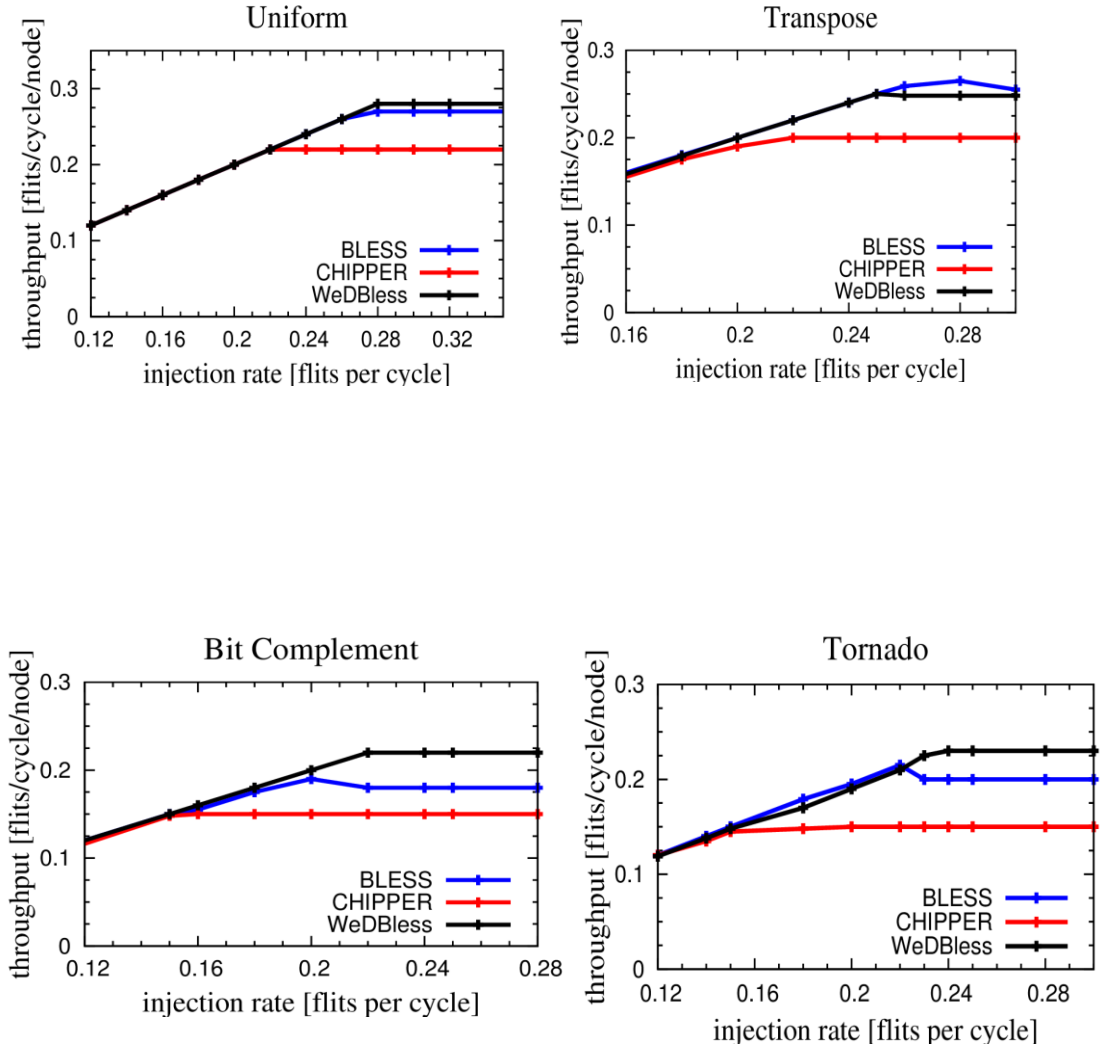 Uniform
throughput [flits/cycle/node]
0.3
0.2
0.1
0
BLESS
CHIPPER
WeDBless
0.12 0.16 0.2 0.24 0.28 0.32
injection rate [flits per cycle]
Transpose
throughput [flits/cycle/node]
0.3
0.2
0.1
0
BLESS
CHIPPER
WeDBless
0.16 0.2 0.24 0.28
injection rate [flits per cycle]
Bit Complement
throughput [flits/cycle/node]
0.3
0.2
0.1
0
BLESS
CHIPPER
WeDBless
0.12 0.16 0.2 0.24 0.28
injection rate [flits per cycle]
Tornado
throughput [flits/cycle/node]
0.3
0.2
0.1
0
BLESS
CHIPPER
WeDBless
0.12 0.16 0.2 0.24 0.28
injection rate [flits per cycle]